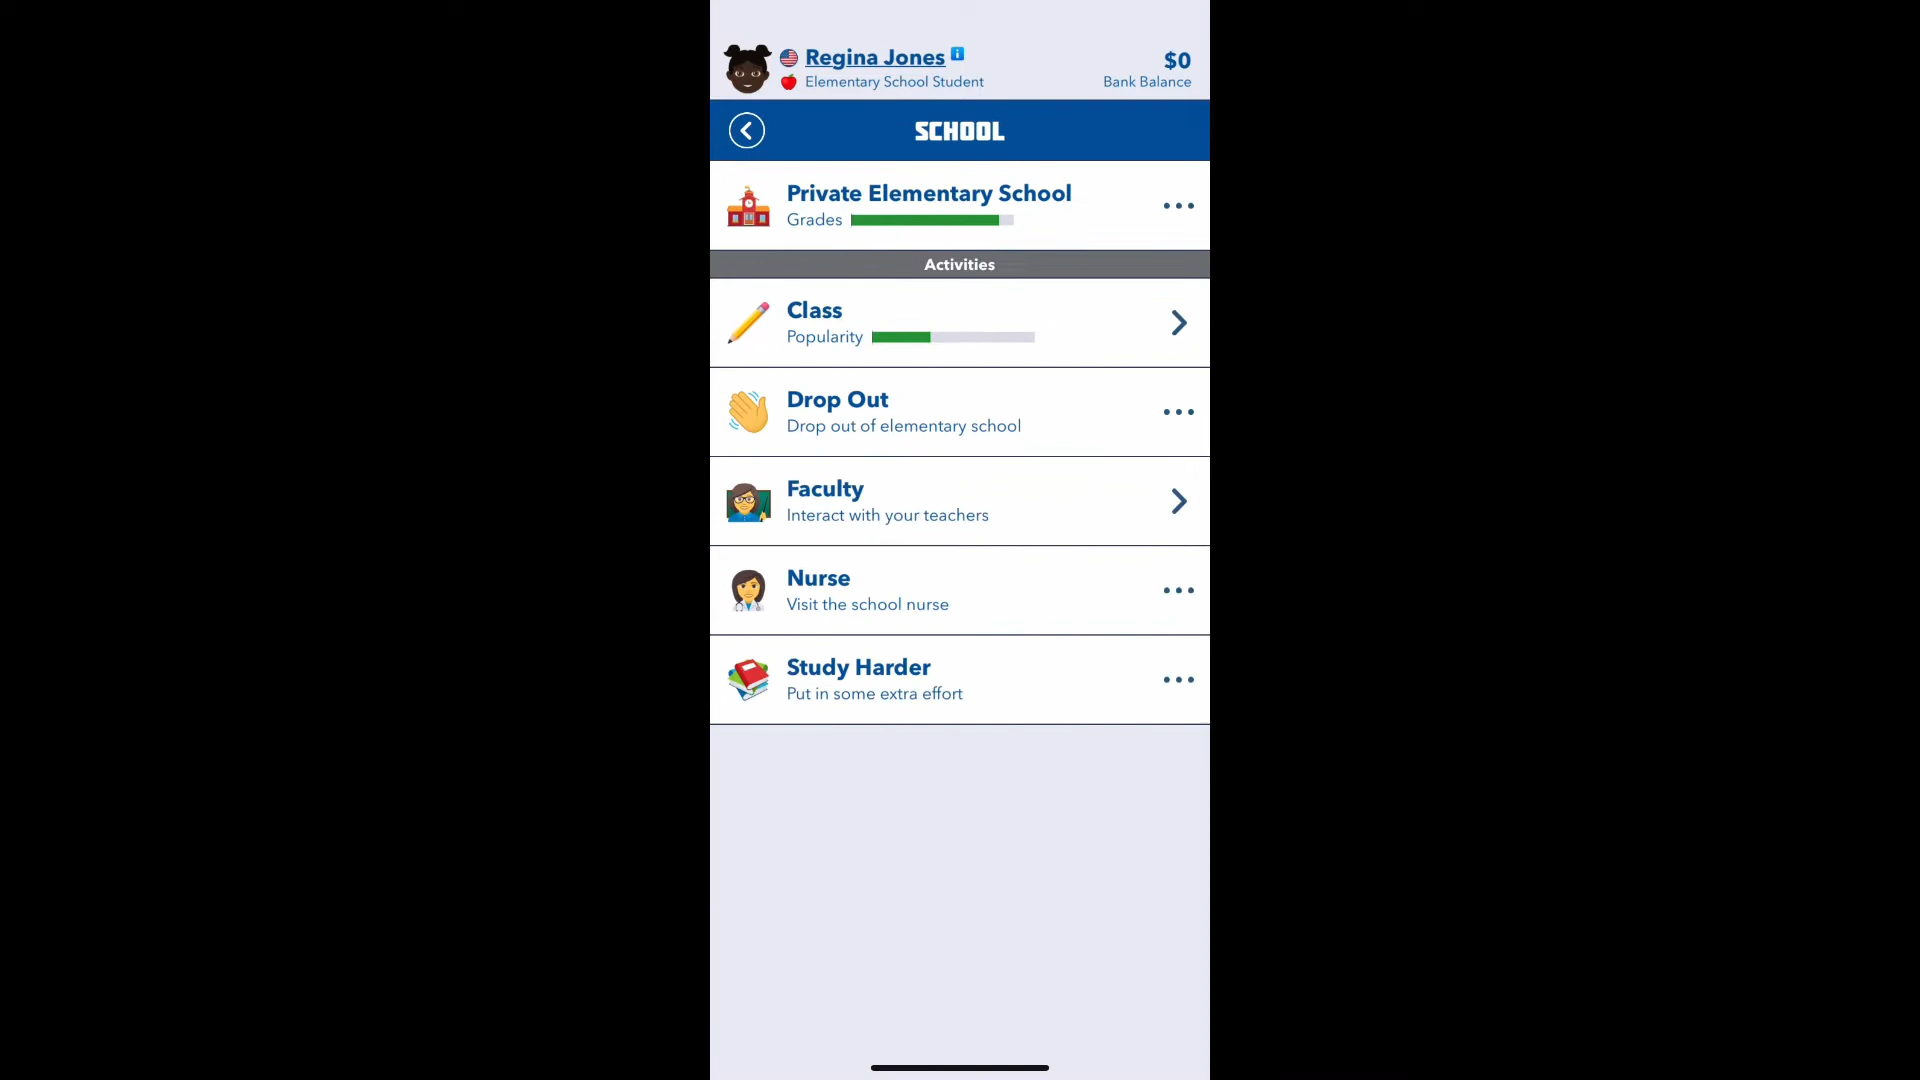 Regina Jones
$0
Elementary School Student
Bank Balance
SCHOOL
Private Elementary School
Grades
Activities
Class
Popularity
Drop Out
Drop out of elementary school
Faculty
Interact with your teachers
Nurse
Visit the school nurse
Study Harder
Put in some extra effort